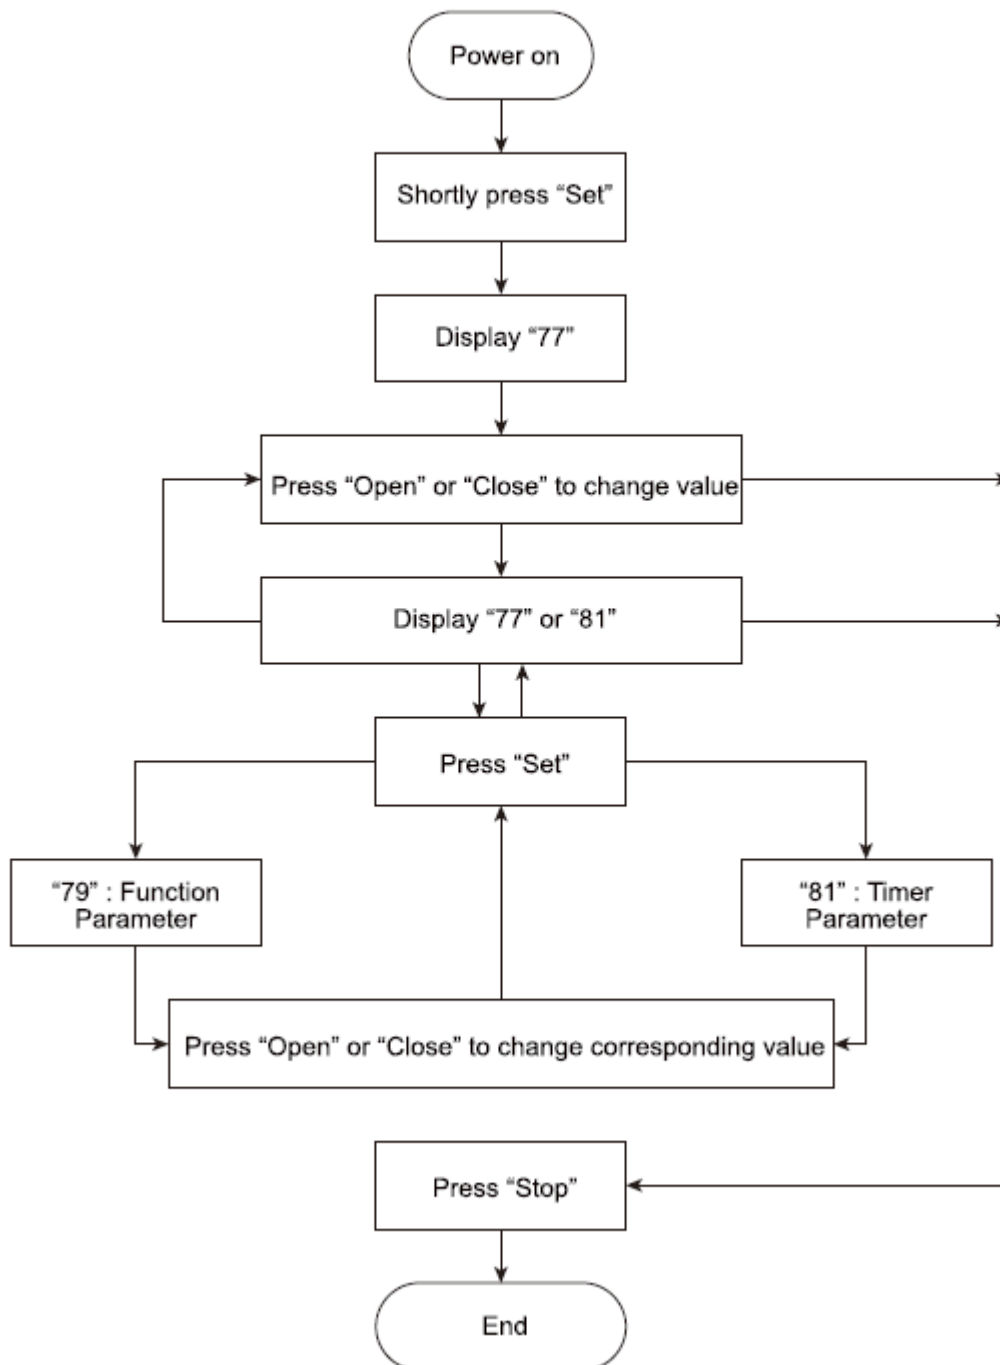 Power on
Shortly press “Set”
Display “77”
Press “Open” or “Close” to change value
Display “77” or “81”
Press “Set”
“79” : Function
Parameter
“81” : Timer
Parameter
Press “Open” or “Close” to change corresponding value
Press “Stop”
End